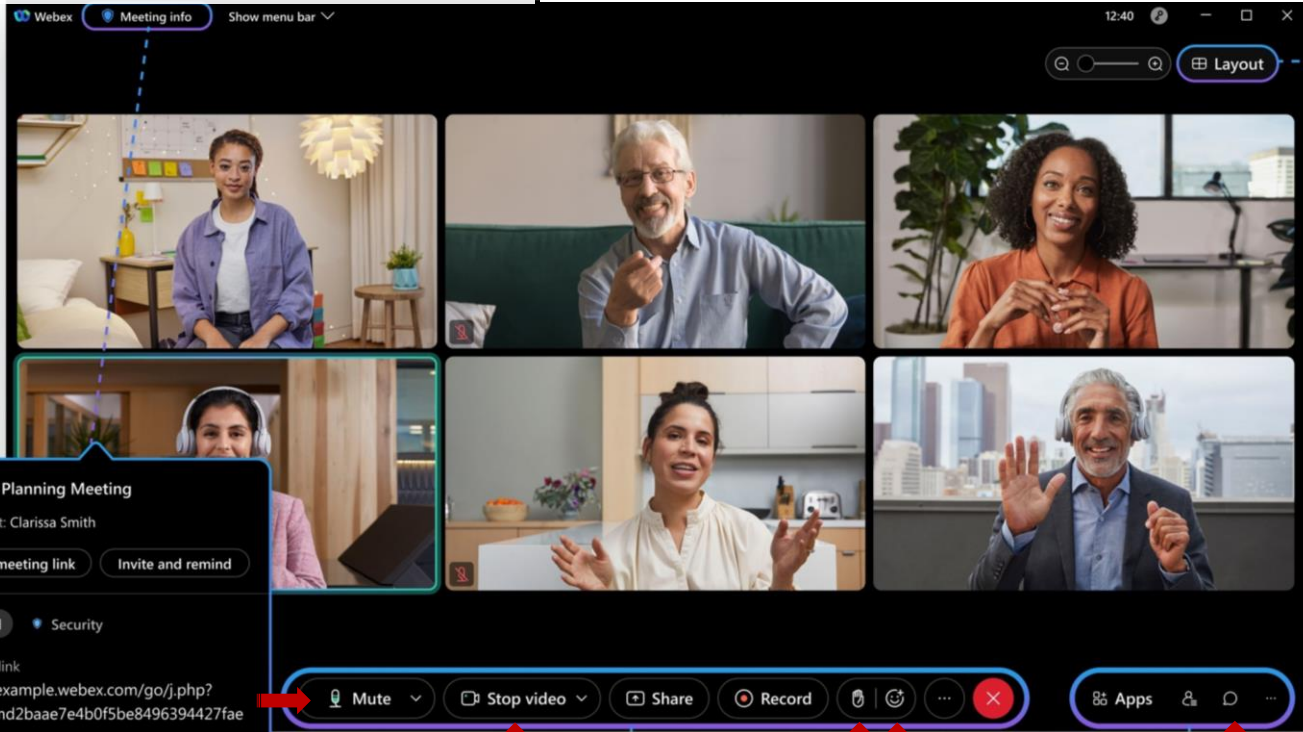 Webex Meeting info Show menu bar 12:40
Layout
Planning Meeting
t: Clarissa Smith
meeting link Invite and remind
Security
link
example.webex.com/go/j.php?
md2baae7e4b0f5be8496394427fae
Mute Stop video Share Record Apps